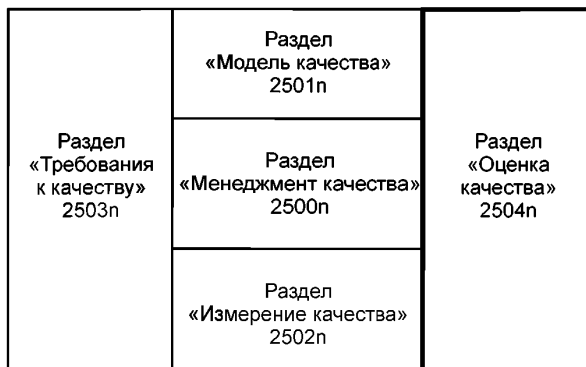 Раздел
«Требования
к качеству»
2503n
Раздел
«Модель качества»
2501n
Раздел
«Менеджмент качества»
2500n
Раздел
«Измерение качества»
2502n
Раздел
«Оценка
качества»
2504n